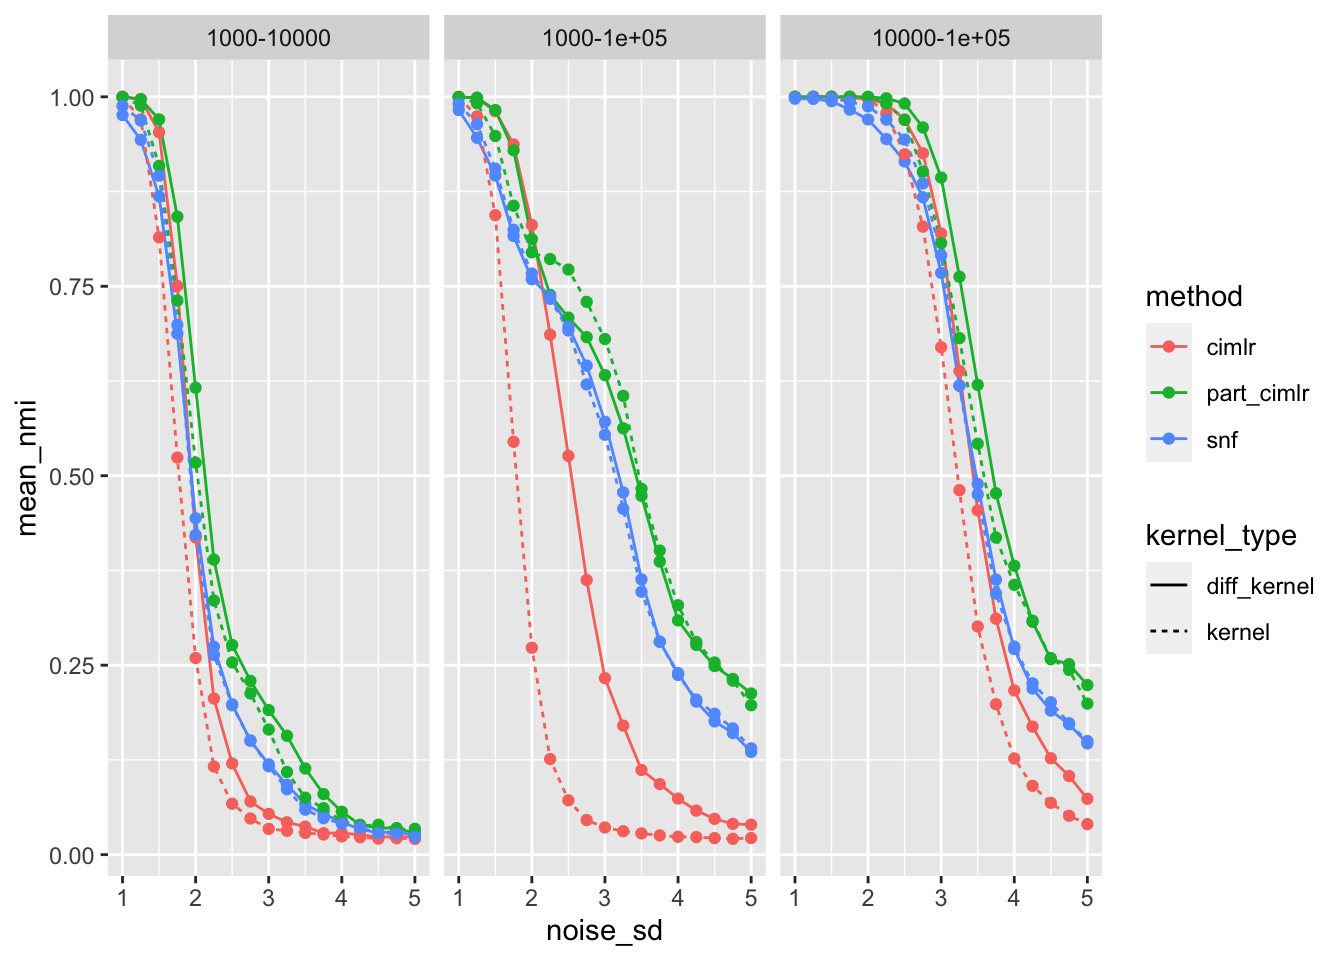 1000-10000
1000-1e+05
10000-1e+05
1.00
0.75
0.50
0.25
0.00
mean_nmi
1 2 3 4 5
1 2 3 4 5
1 2 3 4 5
noise_sd
method
cimlr
part_cimlr
snf
kernel_type
diff_kernel
kernel